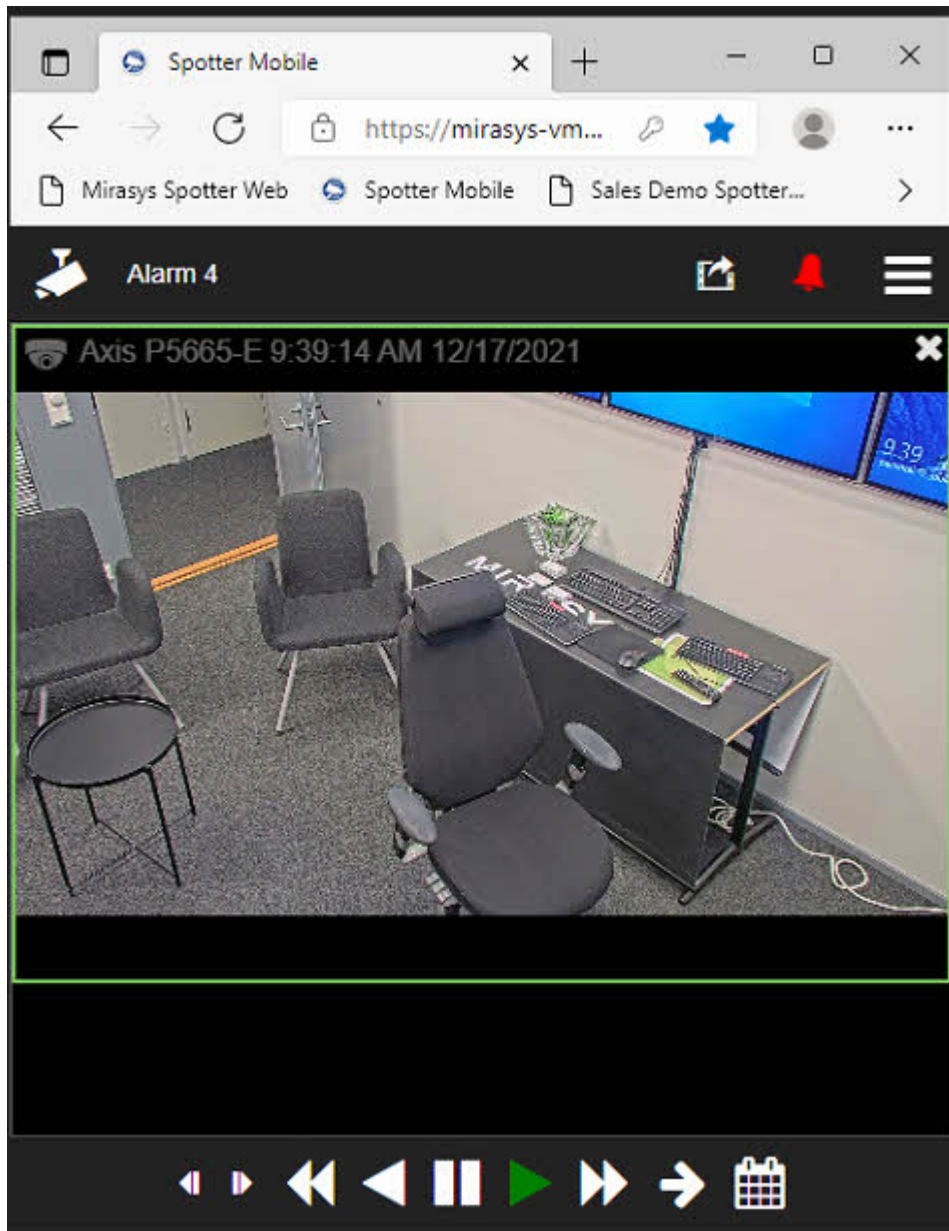 Spotter Mobile
https://mirasys-vm...
Mirasys Spotter Web
Spotter Mobile
Sales Demo Spotter...
Alarm 4
Axis P5665-E 9:39:14 AM 12/17/2021
9.39